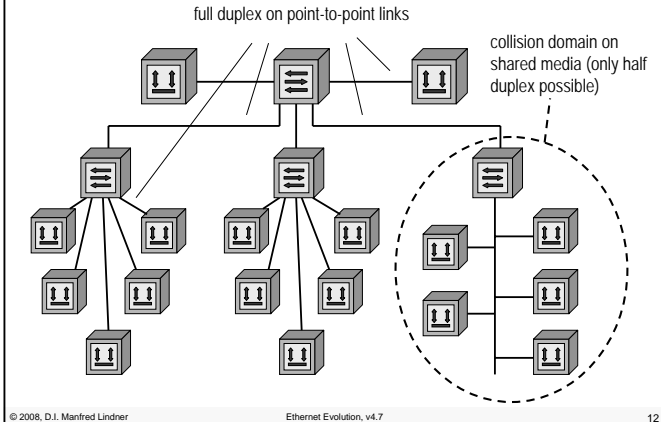 full duplex on point-to-point links
collision domain on
shared media (only half
duplex possible)
© 2008, D.I. Manfred Lindner
Ethernet Evolution, v4.7
12